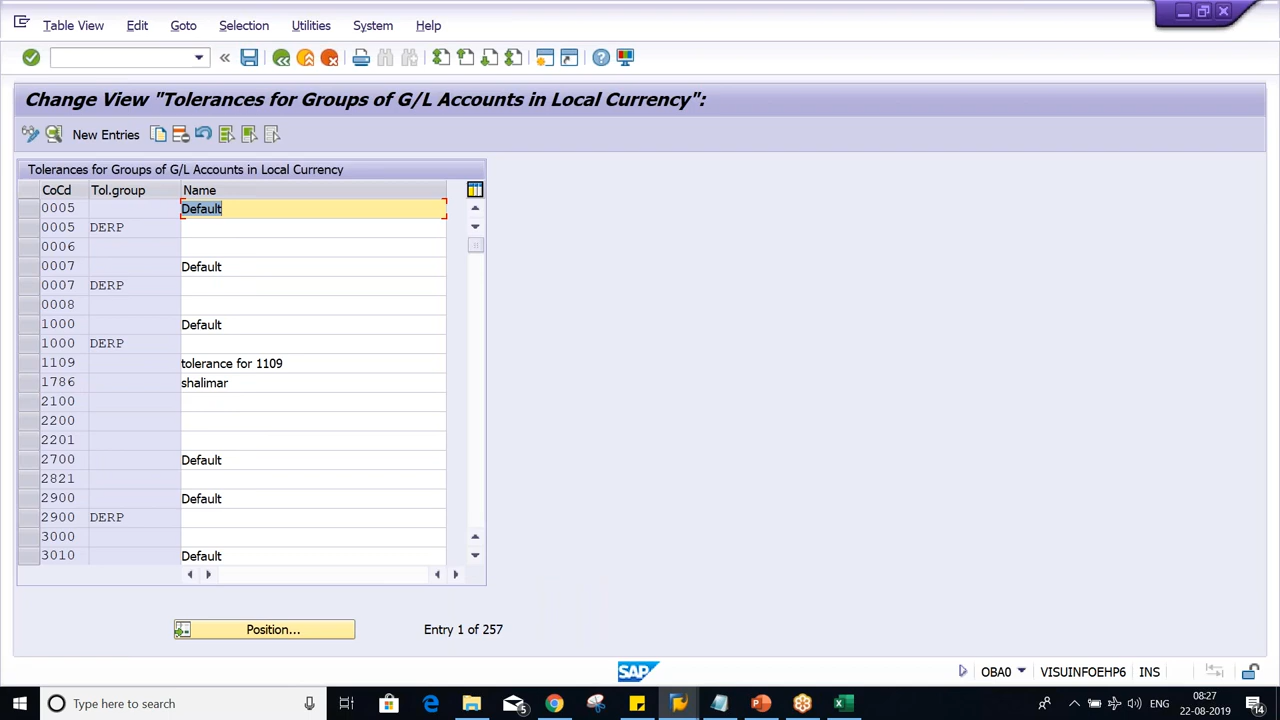 Table View Edit Goto Selection Utilities System Help
Change View "Tolerances for Groups of G/L Accounts in Local Currency":
New Entries
Tolerances for Groups of G/L Accounts in Local Currency
CoCd Tol.group Name
0005 Default
0005 DERP
0006
0007 Default
0007 DERP
0008
1000 Default
1000 DERP
1109 tolerance for 1109
1786 shalimar
2100
2200
2201
2700 Default
2821
2900 Default
2900 DERP
3000
3010 Default
Position... Entry 1 of 257
SAP OBA0 VISUINFOEHP6 INS
Type here to search 5 ENG 08:27
22-08-2019 14